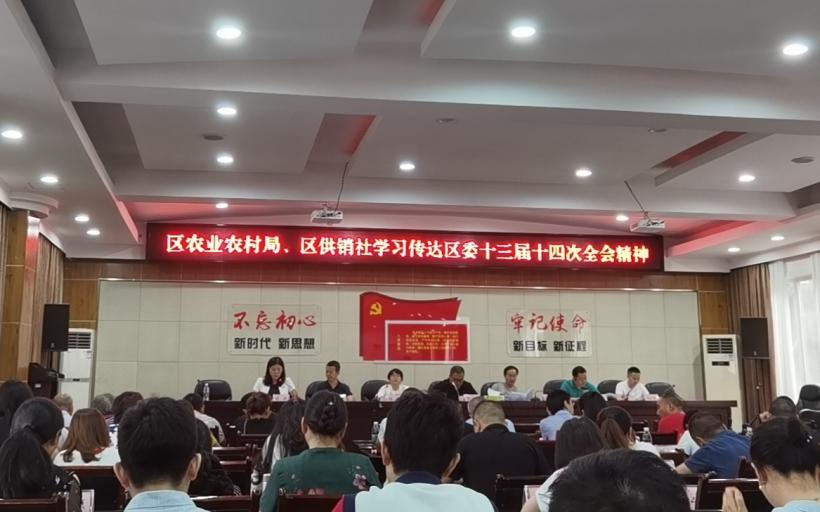 区农业农村局、区供销社学习传达区委十三届十四次全会精神
不忘初心
新时代 新思想
牢记使命
新目标 新征程